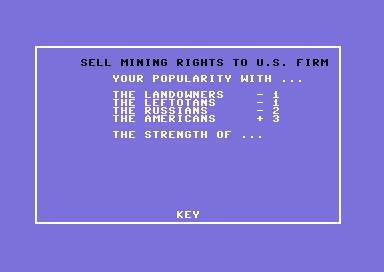 SELL MINING RIGHTS TO U.S. FIRM
YOUR POPULARITY WITH ...
THE LANDOWNERS - 1
THE LEFTOTANS - 1
THE RUSSIANS - 2
THE AMERICANS + 3
THE STRENGTH OF ...
KEY